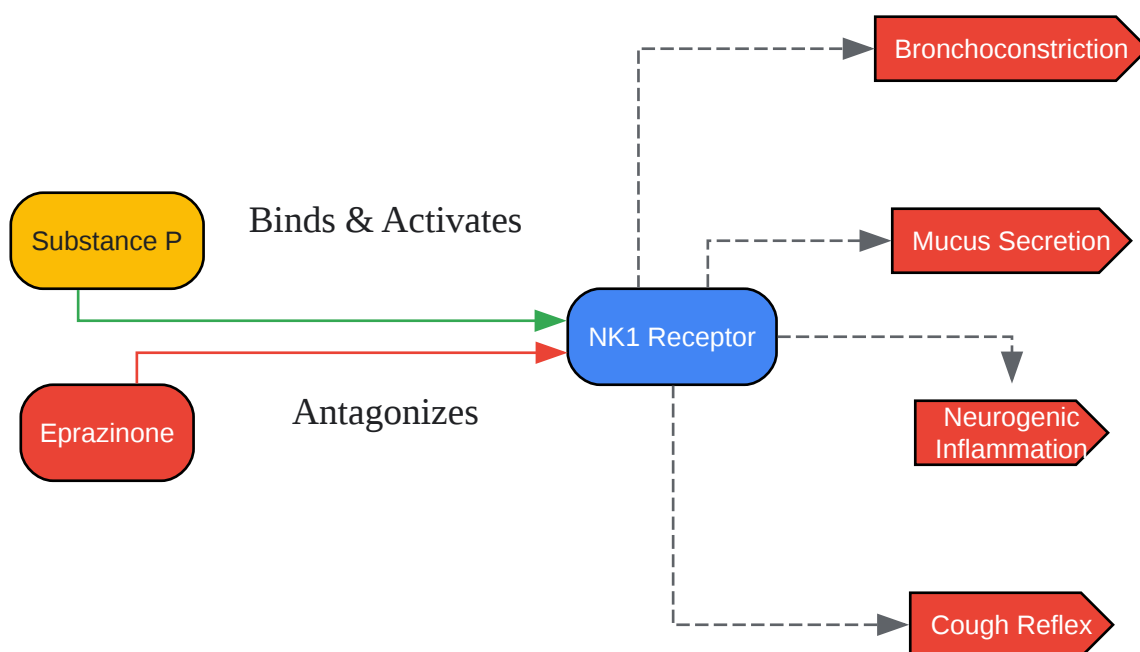 Bronchoconstriction
Substance P
Binds & Activates
Mucus Secretion
NK1 Receptor
Eprazinone
Antagonizes
Neurogenic
Inflammation
Cough Reflex